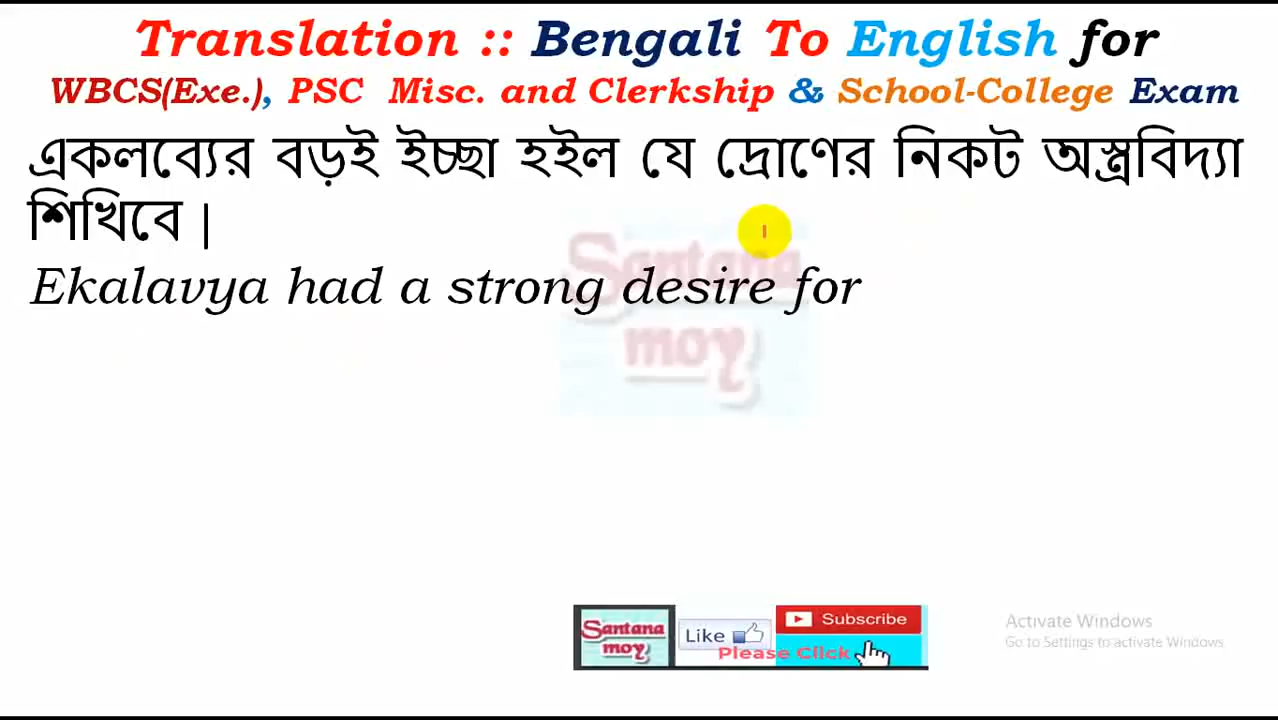 Translation :: Bengali To English for
WBCS(Exe.), PSC Misc. and Clerkship & School-College Exam
একলব্যের বড়ই ইচ্ছা হইল যে দ্রোণের নিকট অস্ত্রবিদ্যা
শিখিবে।
Ekalavya had a strong desire for
Santana
moy
Santana
moy
Like
Subscribe
Please Click
Activate Windows
Go to Settings to activate Windows.